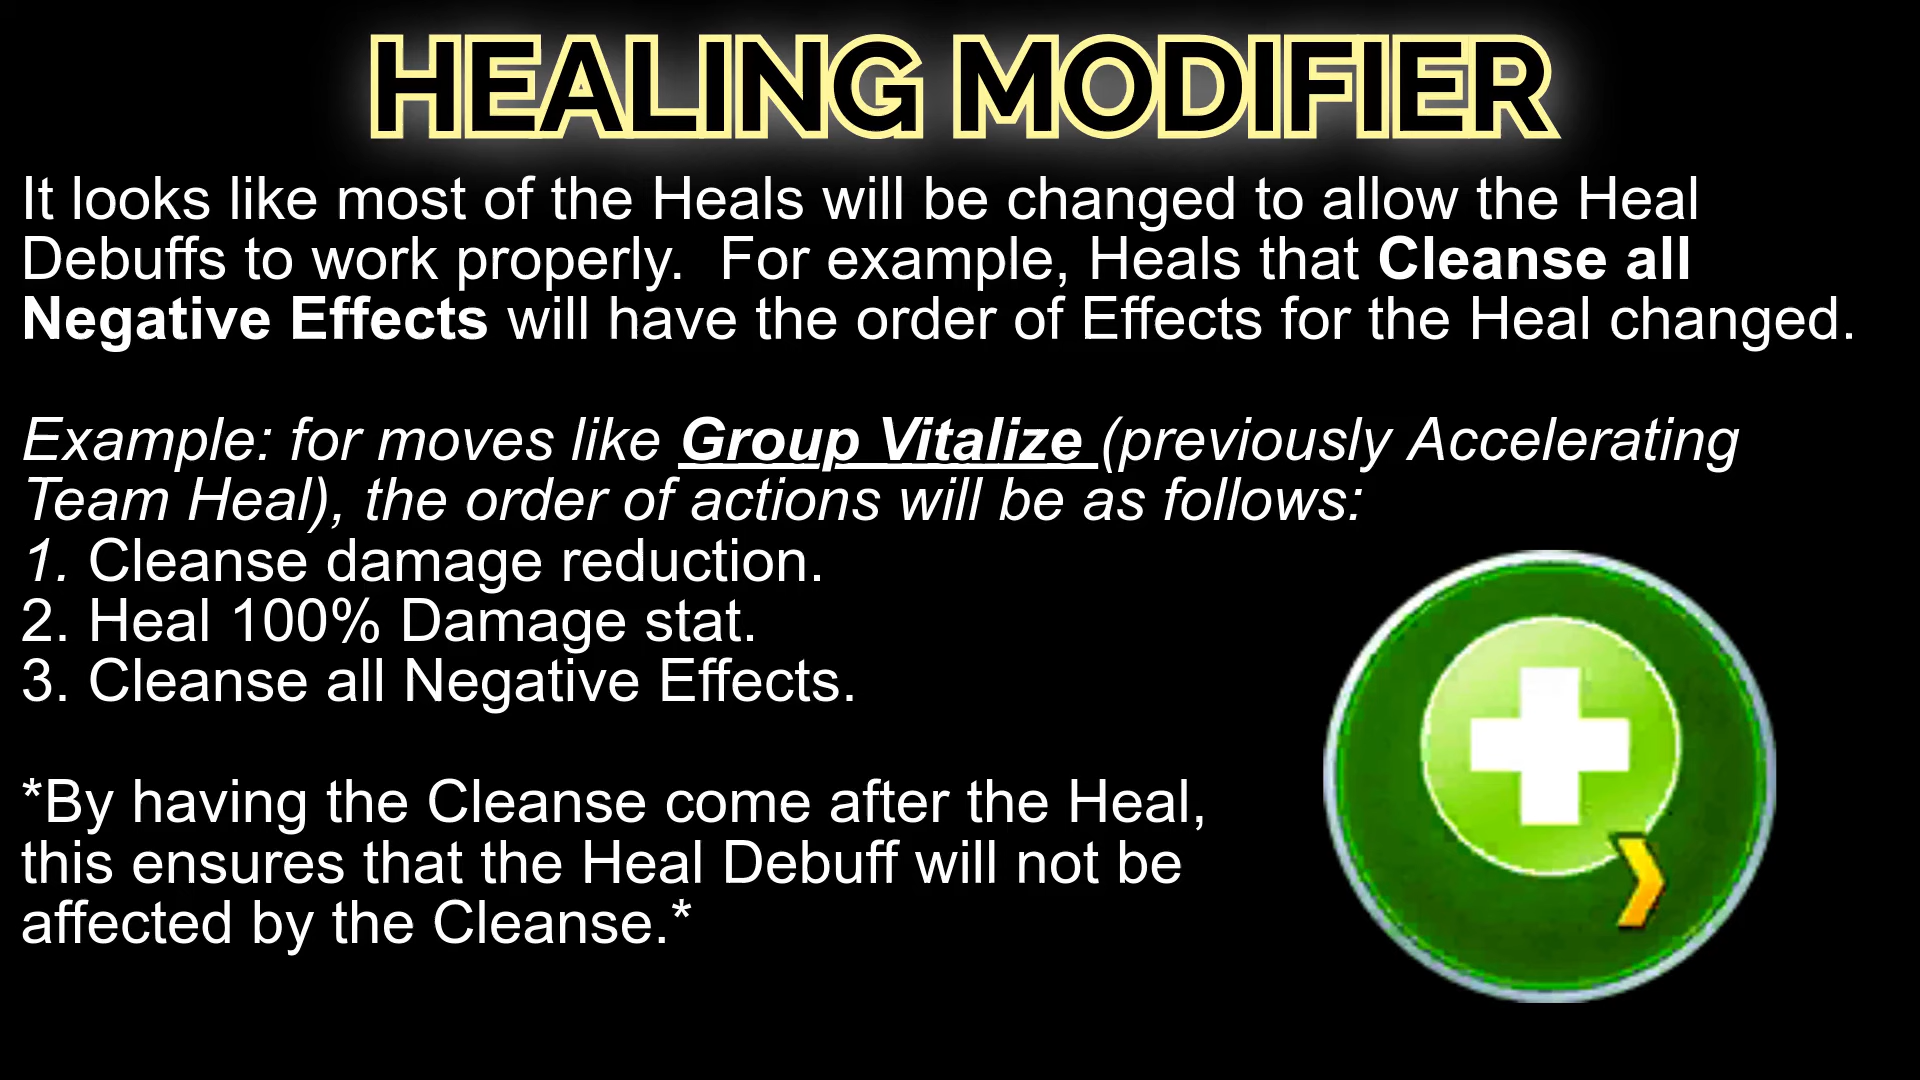 HEALING MODIFIER
It looks like most of the Heals will be changed to allow the Heal
Debuffs to work properly.  For example, Heals that Cleanse all
Negative Effects will have the order of Effects for the Heal changed.
Example: for moves like Group Vitalize (previously Accelerating
Team Heal), the order of actions will be as follows:
1. Cleanse damage reduction.
2. Heal 100% Damage stat.
3. Cleanse all Negative Effects.
*By having the Cleanse come after the Heal,
this ensures that the Heal Debuff will not be
affected by the Cleanse.*